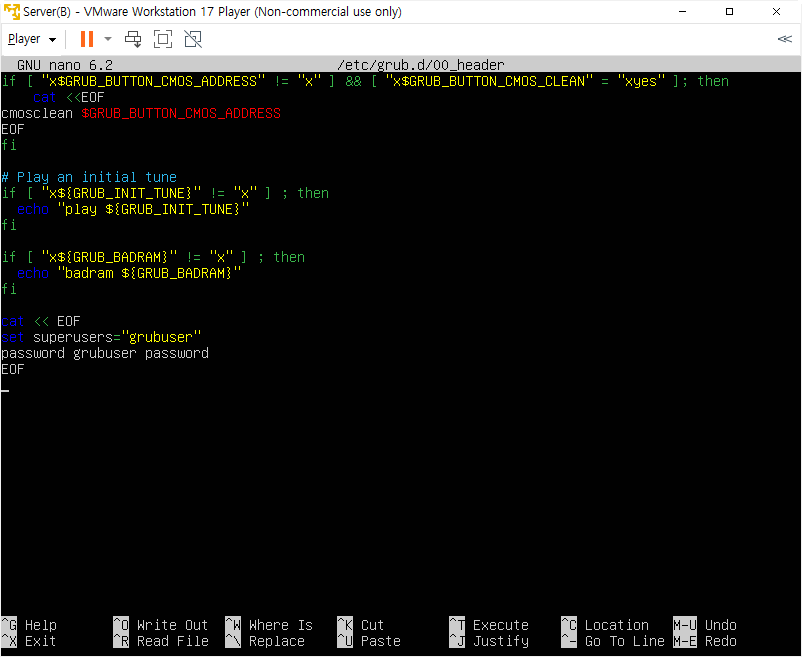 Server(B) - VMware Workstation 17 Player (Non-commercial use only)
Player
GNU nano 6.2 /etc/grub.d/00_header
if [ "x$GRUB_BUTTON_CMOS_ADDRESS" != "x" ] && [ "x$GRUB_BUTTON_CMOS_CLEAN" = "xyes" ]; then
    cat <<EOF
cmosclean $GRUB_BUTTON_CMOS_ADDRESS
EOF
fi
# Play an initial tune
if [ "x${GRUB_INIT_TUNE}" != "x" ] ; then
  echo "play ${GRUB_INIT_TUNE}"
fi
if [ "x${GRUB_BADRAM}" != "x" ] ; then
  echo "badram ${GRUB_BADRAM}"
fi
cat << EOF
set superusers="grubuser"
password grubuser password
EOF
^G Help ^O Write Out ^W Where Is ^K Cut ^T Execute ^C Location M-U Undo
^X Exit ^R Read File ^\ Replace ^U Paste ^J Justify ^- Go To Line M-E Redo